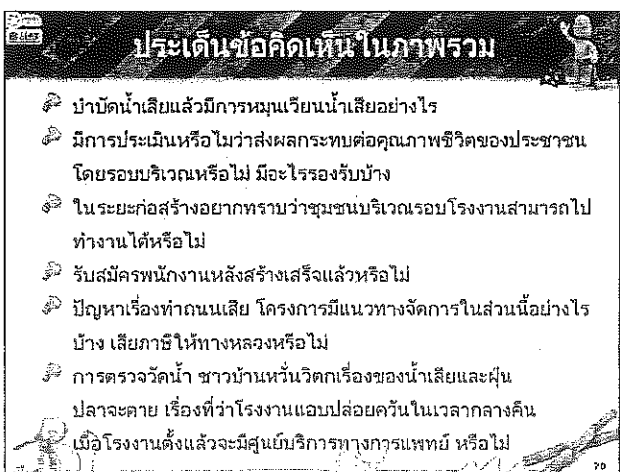 ประเด็นข้อคิดเห็นในภาพรวม
บำบัดน้ำเสียแล้วมีการหมุนเวียนน้ำเสียอย่างไร
มีการประเมินหรือไม่ว่าส่งผลกระทบต่อคุณภาพชีวิตของประชาชน
โดยรอบบริเวณหรือไม่ มีอะไรรองรับบ้าง
ในระยะก่อสร้างอยากทราบว่าชุมชนบริเวณรอบโรงงานสามารถไป
ทำงานได้หรือไม่
รับสมัครพนักงานหลังสร้างเสร็จแล้วหรือไม่
ปัญหาเรื่องทำถนนเสีย โครงการมีแนวทางจัดการในส่วนนี้อย่างไร
บ้าง เสียภาษีให้ทางหลวงหรือไม่
การตรวจวัดน้ำ ชาวบ้านหวั่นวิตกเรื่องของน้ำเสียและฝุ่น
ปลาจะตาย เรื่องที่ว่าโรงงานแอบปล่อยควันในเวลากลางคืน
เมื่อโรงงานตั้งแล้วจะมีศูนย์บริการทางการแพทย์ หรือไม่
20